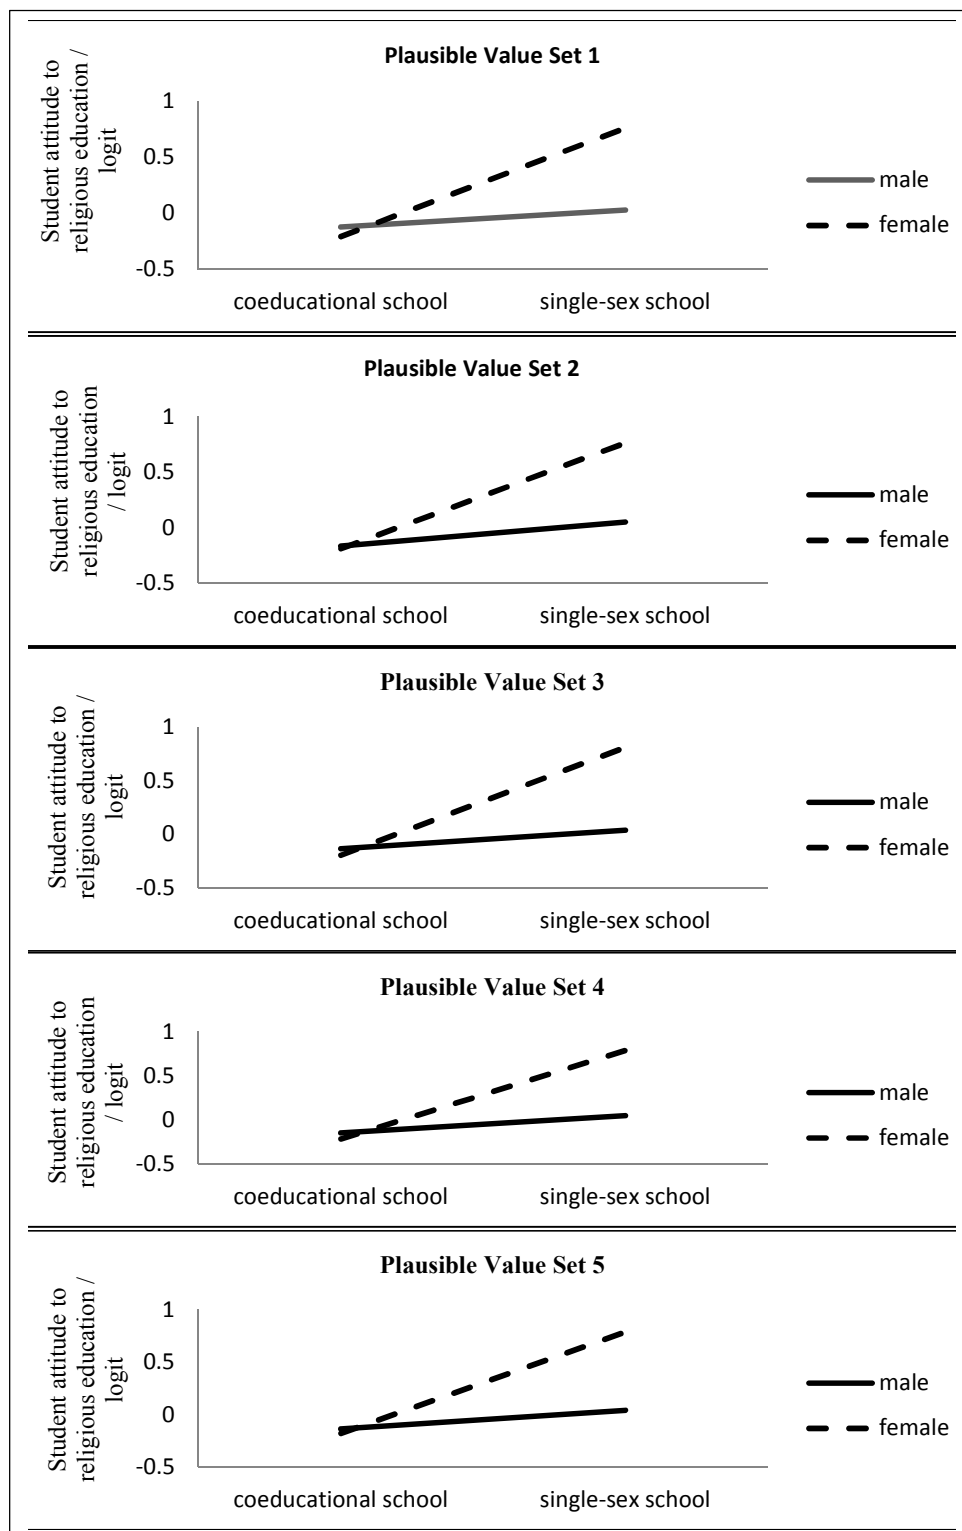 Plausible Value Set 1
Student attitude to
religious education /
logit
1
0.5
0
-0.5
coeducational school
single-sex school
male
female
Plausible Value Set 2
Student attitude to
religious education
/ logit
1
0.5
0
-0.5
coeducational school
single-sex school
male
female
Plausible Value Set 3
Student attitude to
religious education /
logit
1
0.5
0
-0.5
coeducational school
single-sex school
male
female
Plausible Value Set 4
Student attitude to
religious education
/ logit
1
0.5
0
-0.5
coeducational school
single-sex school
male
female
Plausible Value Set 5
Student attitude to
religious education /
logit
1
0.5
0
-0.5
coeducational school
single-sex school
male
female